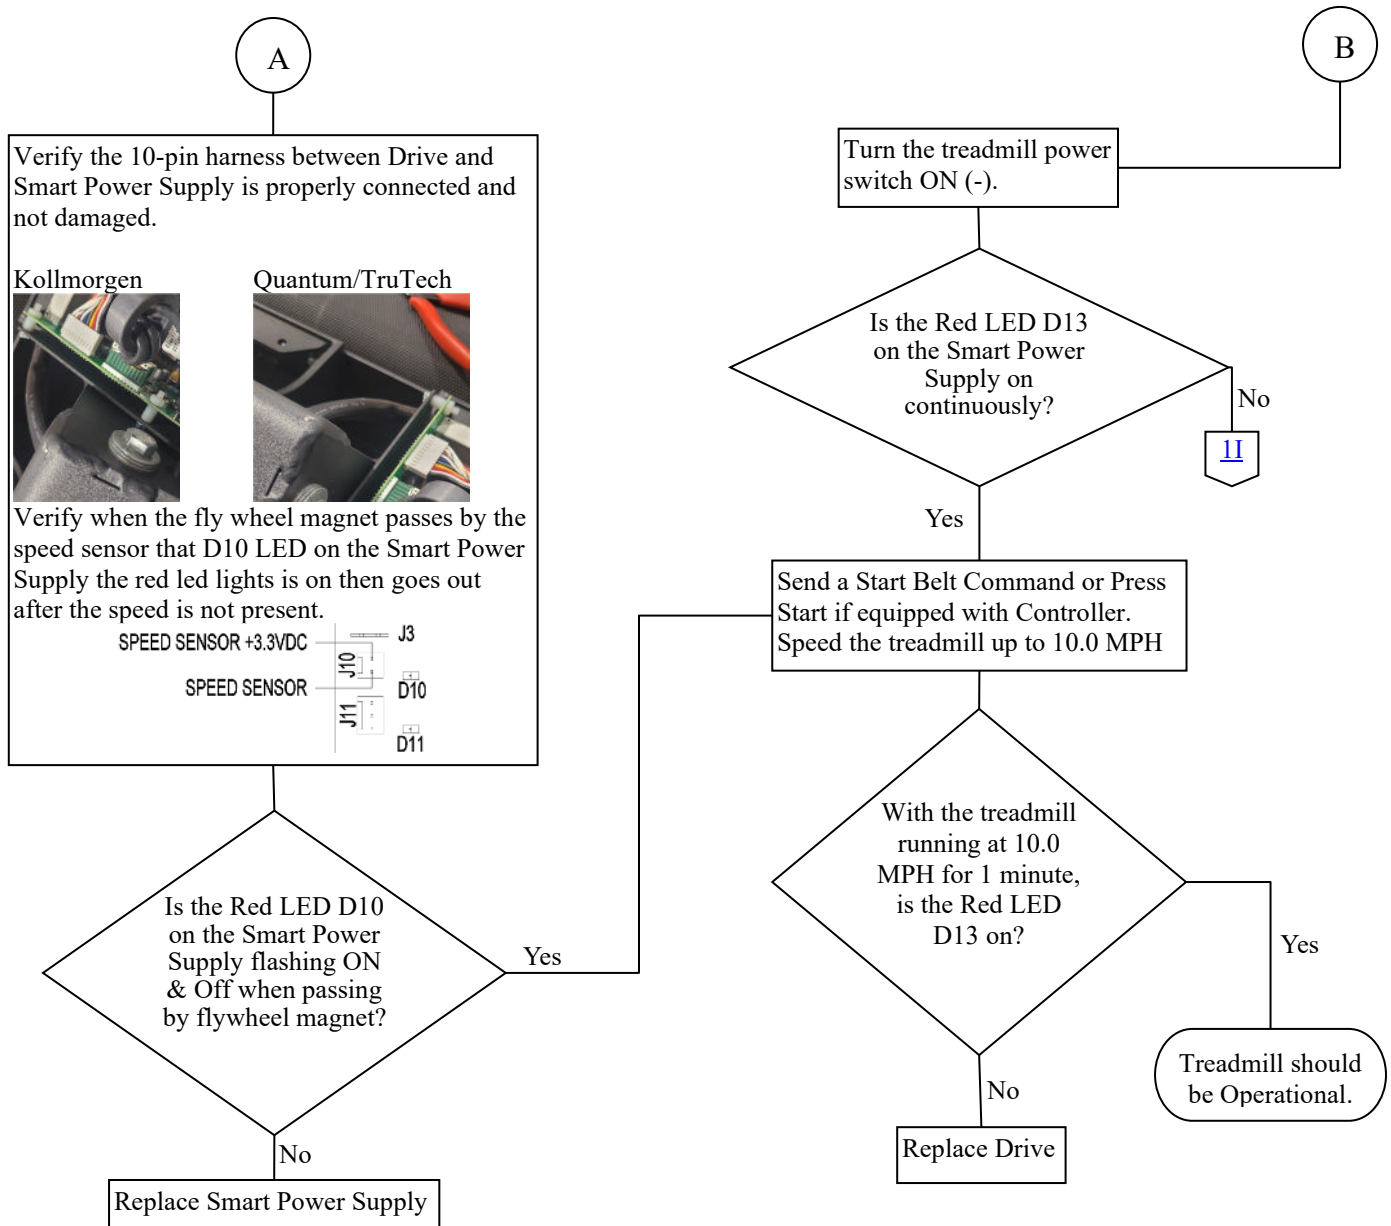 A
Verify the 10-pin harness between Drive and
Smart Power Supply is properly connected and
not damaged.
Kollmorgen
Quantum/TruTech
Verify when the fly wheel magnet passes by the
speed sensor that D10 LED on the Smart Power
Supply the red led lights is on then goes out
after the speed is not present.
SPEED SENSOR +3.3VDC
J3
J10
SPEED SENSOR
D10
J11
D11
Is the Red LED D10
on the Smart Power
Supply flashing ON
& Off when passing
by flywheel magnet?
Yes
No
Replace Smart Power Supply
B
Turn the treadmill power
switch ON (-).
Is the Red LED D13
on the Smart Power
Supply on
continuously?
No
1I
Yes
Send a Start Belt Command or Press
Start if equipped with Controller.
Speed the treadmill up to 10.0 MPH
With the treadmill
running at 10.0
MPH for 1 minute,
is the Red LED
D13 on?
Yes
Treadmill should
be Operational.
No
Replace Drive